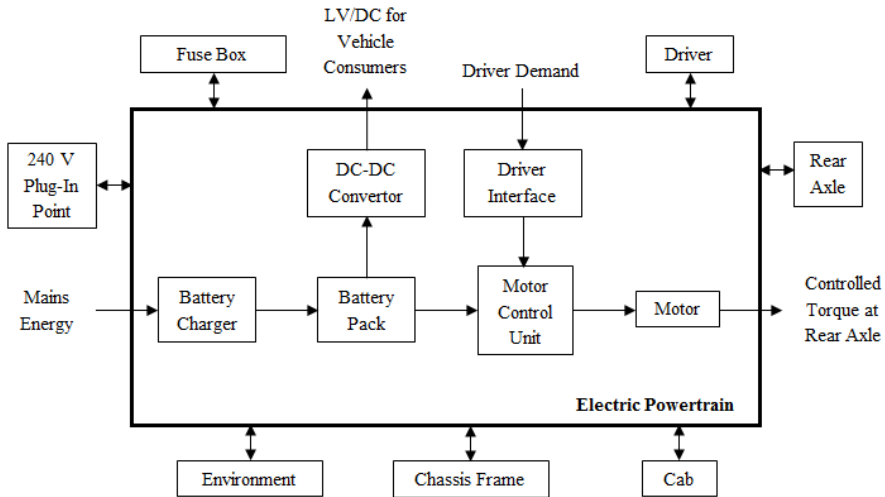 LV/DC for
Vehicle
Consumers
Fuse Box
Driver Demand
Driver
240 V
Plug-In
Point
DC-DC
Convertor
Driver
Interface
Rear
Axle
Mains
Energy
Battery
Charger
Battery
Pack
Motor
Control
Unit
Motor
Controlled
Torque at
Rear Axle
Electric Powertrain
Environment
Chassis Frame
Cab